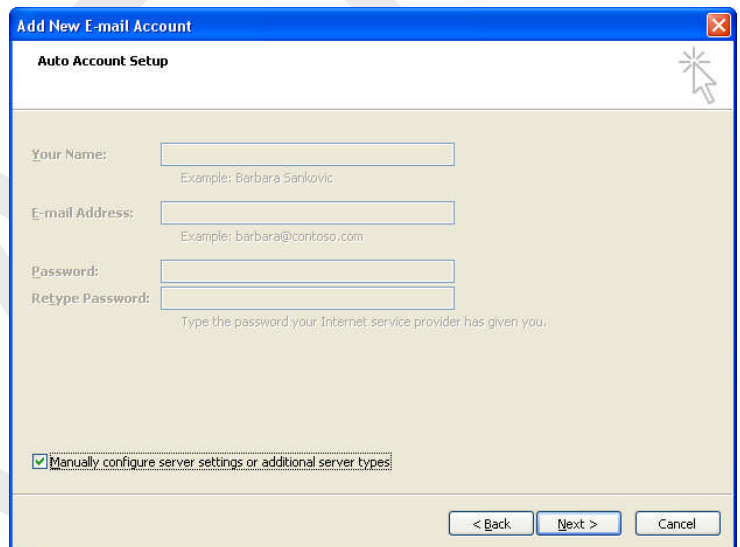 Add New E-mail Account
Auto Account Setup
Your Name:
Example: Barbara Sankovic
E-mail Address:
Example: barbara@contoso.com
Password:
Retype Password:
Type the password your Internet service provider has given you.
Manually configure server settings or additional server types
< Back Next > Cancel